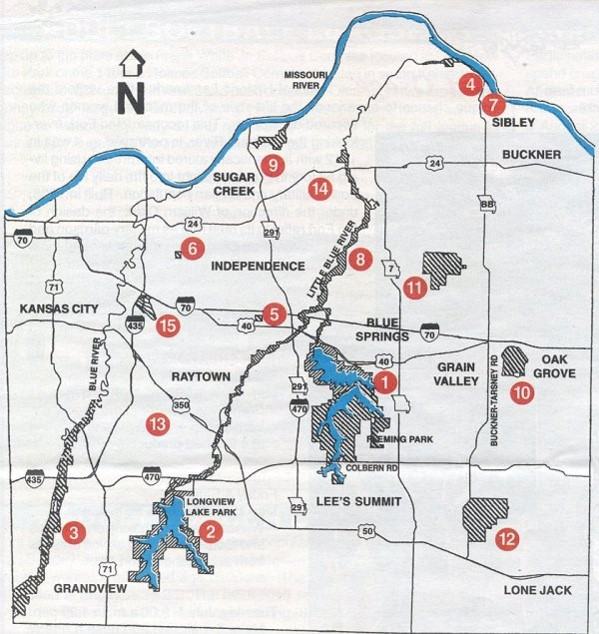 MISSOURI
RIVER
N
4
7
SIBLEY
BUCKNER
24
2
9
SUGAR
CREEK
14
BB
24
291
70
6
INDEPENDENCE
LITTLE BLUE RIVER
8
7
11
71
KANSAS CITY
70
435
15
40
5
BLUE
SPRINGS
70
40
BLUE RIVER
RAYTOWN
291
470
1
GRAIN
VALLEY
BUCKNER-TARSNEY RD
OAK
GROVE
10
350
13
FLEMING PARK
COLBERN RD
435
470
LONGVIEW
LAKE PARK
LEE'S SUMMIT
291
3
2
50
12
71
GRANDVIEW
LONE JACK